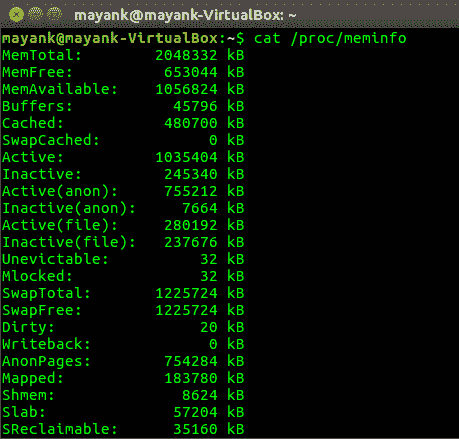 mayank@mayank-VirtualBox: ~
mayank@mayank-VirtualBox:~$ cat /proc/meminfo
MemTotal: 2048332 kB
MemFree: 653044 kB
MemAvailable: 1056824 kB
Buffers: 45796 kB
Cached: 480700 kB
SwapCached: 0 kB
Active: 1035404 kB
Inactive: 245340 kB
Active(anon): 755212 kB
Inactive(anon): 7664 kB
Active(file): 280192 kB
Inactive(file): 237676 kB
Unevictable: 32 kB
Mlocked: 32 kB
SwapTotal: 1225724 kB
SwapFree: 1225724 kB
Dirty: 20 kB
Writeback: 0 kB
AnonPages: 754284 kB
Mapped: 183780 kB
Shmem: 8624 kB
Slab: 57204 kB
SReclaimable: 35160 kB